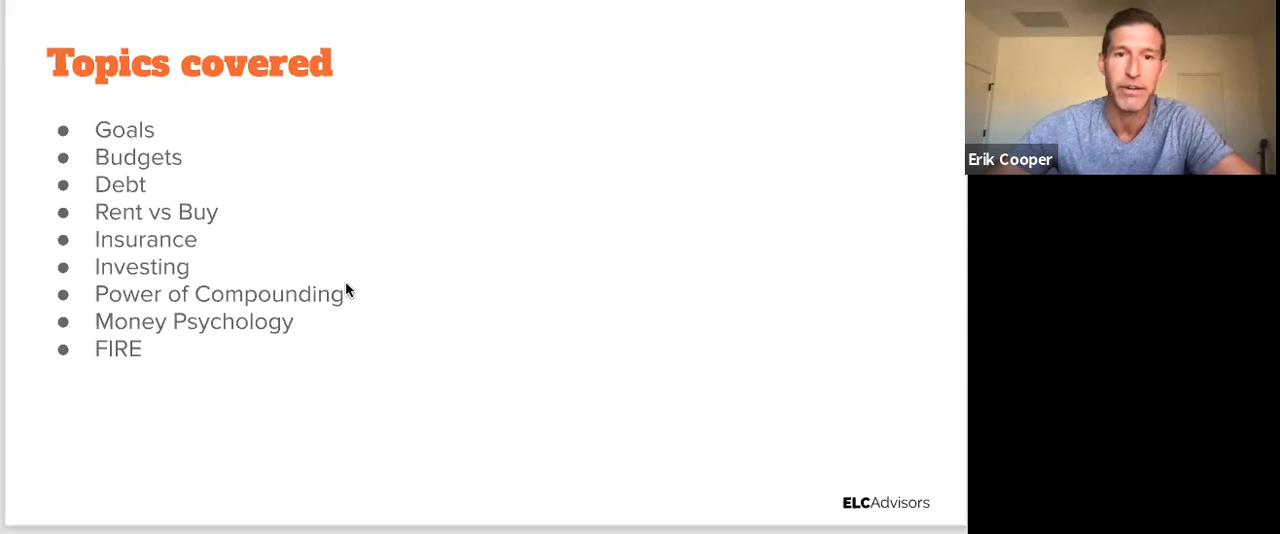 Topics covered
Goals
Budgets
Debt
Rent vs Buy
Insurance
Investing
Power of Compounding
Money Psychology
FIRE
ELCAdvisors
Erik Cooper